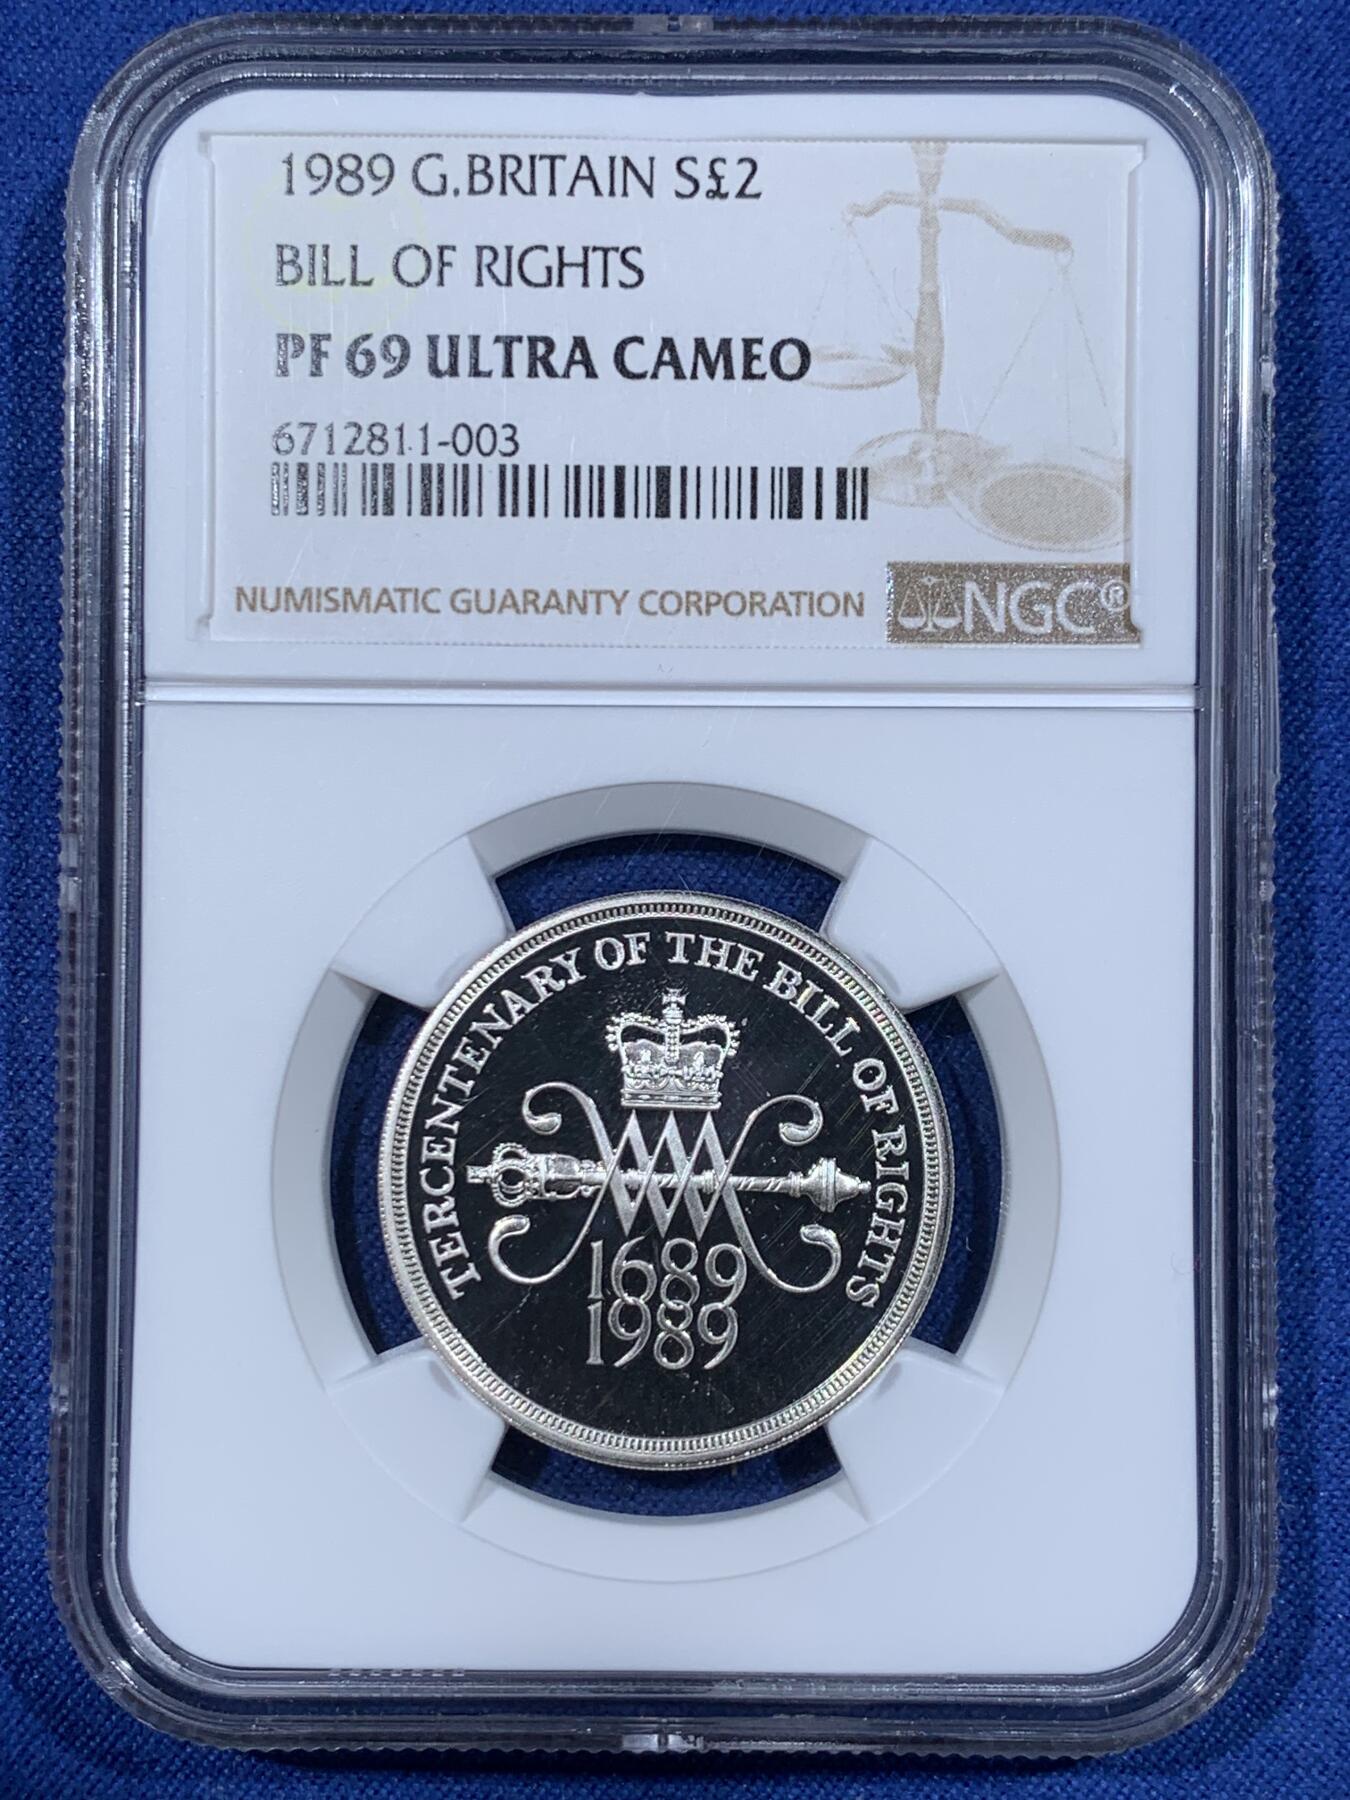 1989 G.BRITAIN S£2
BILL OF RIGHTS
PF 69 ULTRA CAMEO
6712811-003
NUMISMATIC GUARANTY CORPORATION
NGC®
TERCENTENARY OF THE BILL OF RIGHTS
1689
1989